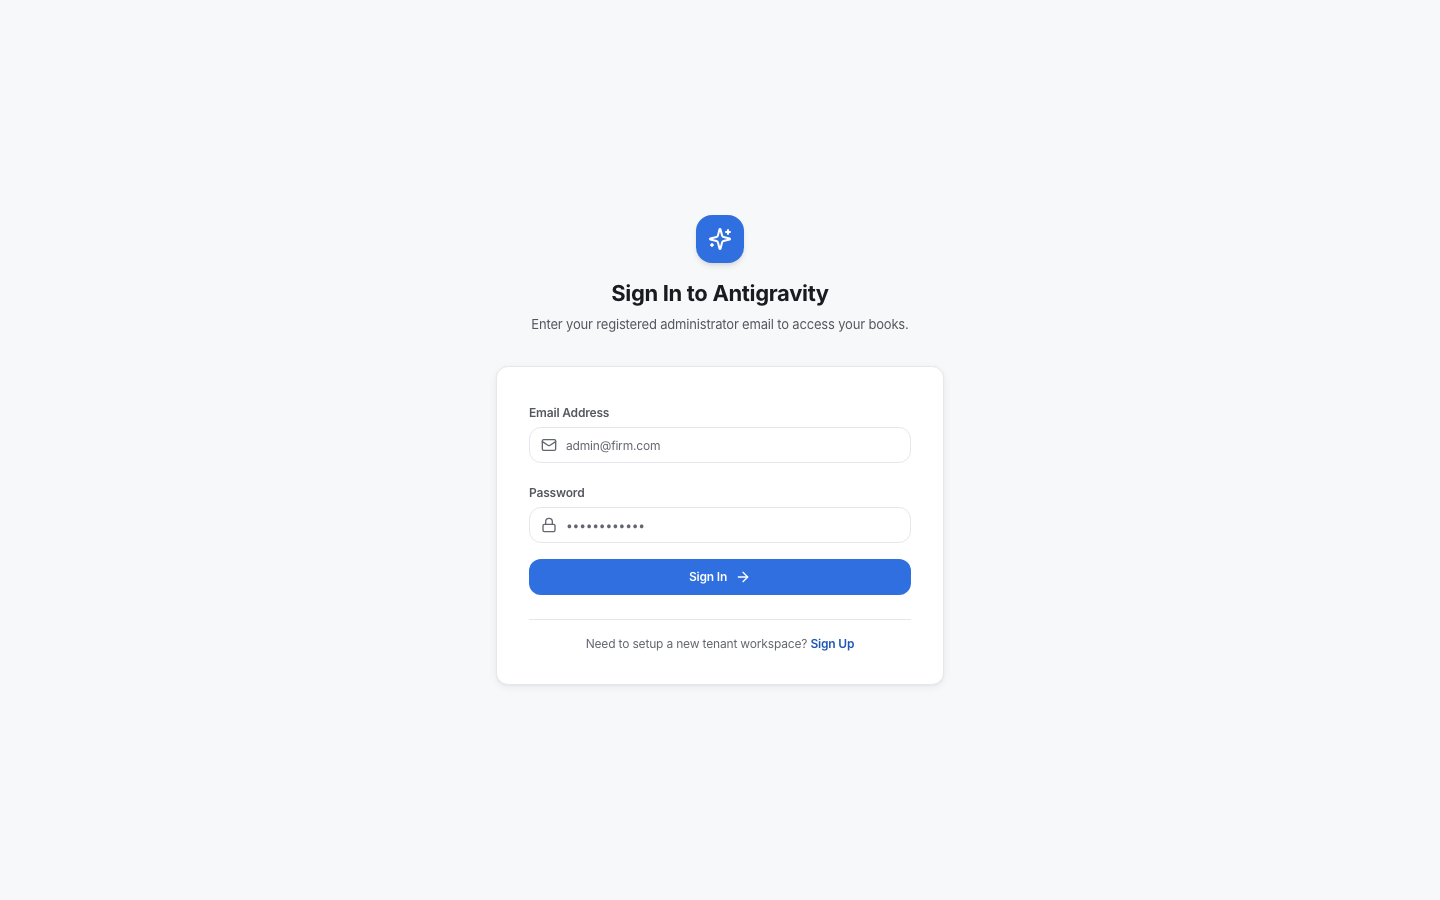 Sign In to Antigravity
Enter your registered administrator email to access your books.
Email Address
admin@firm.com
Password
••••••••••••
Sign In
Need to setup a new tenant workspace? Sign Up